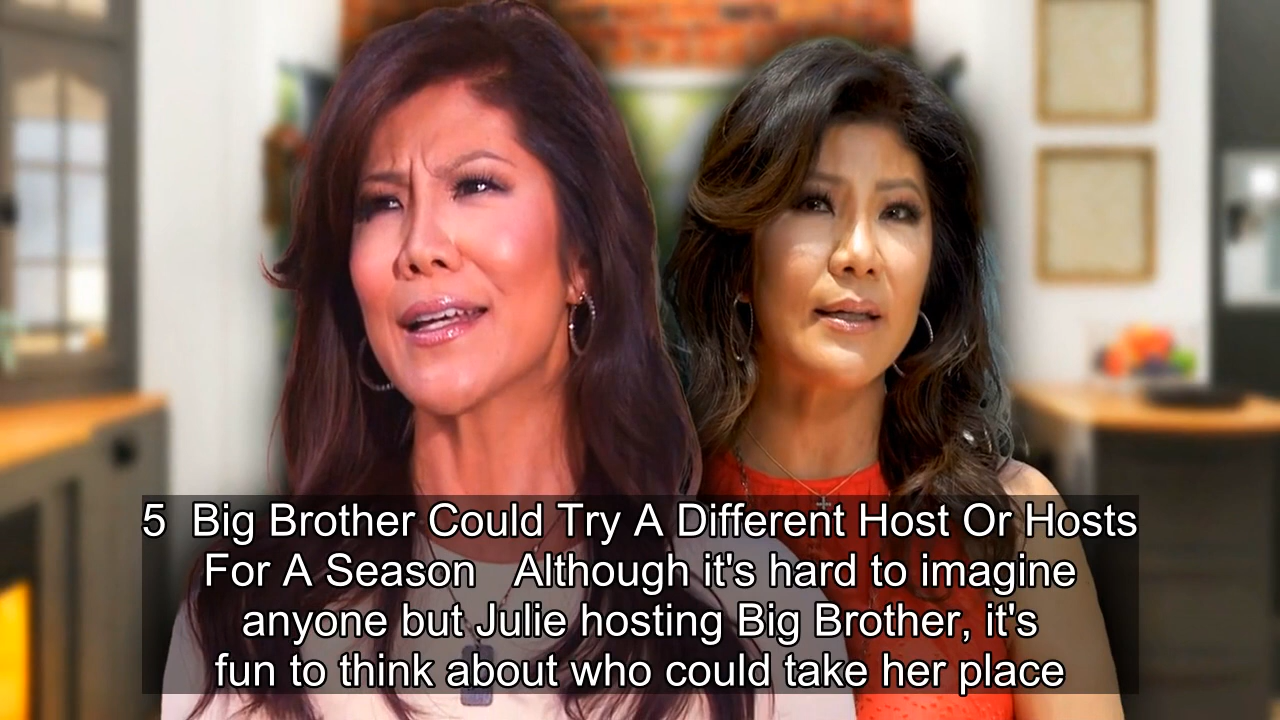 5  Big Brother Could Try A Different Host Or Hosts
For A Season   Although it's hard to imagine
anyone but Julie hosting Big Brother, it's
fun to think about who could take her place